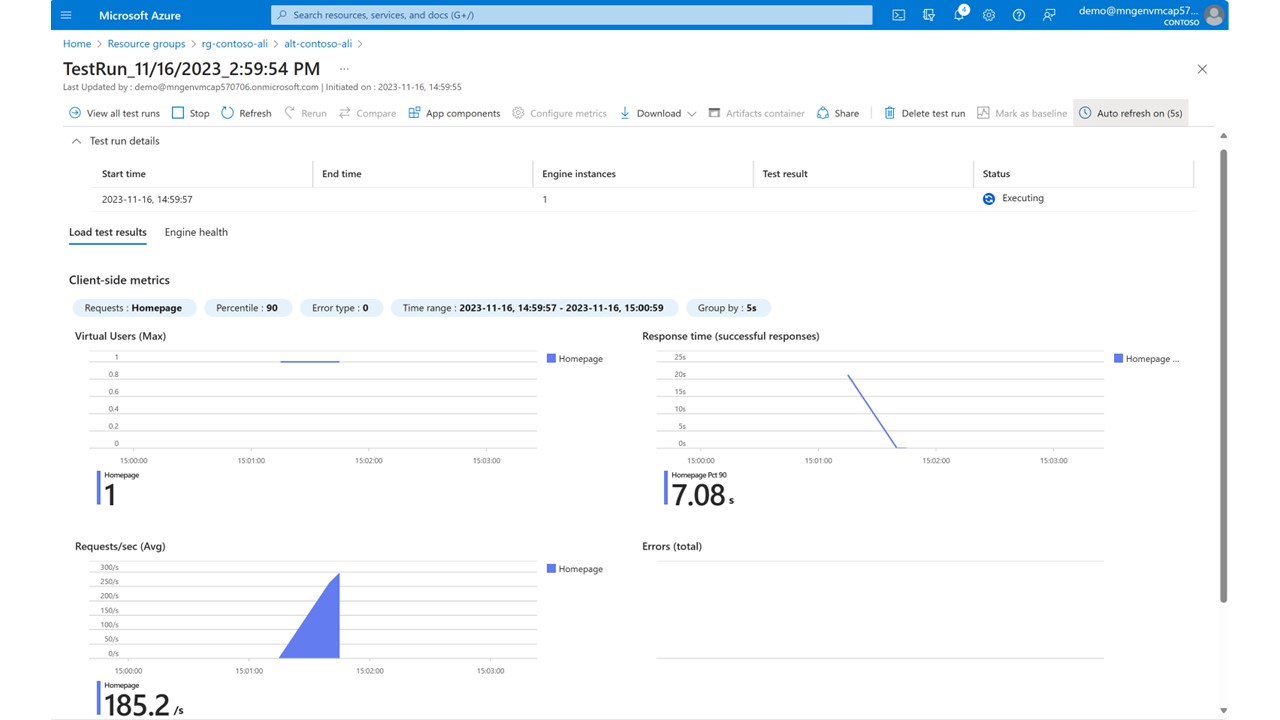 Microsoft Azure
Search resources, services, and docs (G+/)
4
demo@mngenvmcap57...
CONTOSO
Home > Resource groups > rg-contoso-ali > alt-contoso-ali >
TestRun_11/16/2023_2:59:54 PM ...
Last Updated by : demo@mngenvmcap570706.onmicrosoft.com | Initiated on : 2023-11-16, 14:59:55
View all test runs Stop Refresh Rerun Compare App components Configure metrics Download Artifacts container Share Delete test run Mark as baseline Auto refresh on (5s)
Test run details
Start time End time Engine instances Test result Status
2023-11-16, 14:59:57 1 Executing
Load test results Engine health
Client-side metrics
Requests : Homepage Percentile : 90 Error type : 0 Time range : 2023-11-16, 14:59:57 - 2023-11-16, 15:00:59 Group by : 5s
Virtual Users (Max)
1
0.8
0.6
0.4
0.2
0
15:00:00 15:01:00 15:02:00 15:03:00
Homepage
Homepage
1
Response time (successful responses)
25s
20s
15s
10s
5s
0s
15:00:00 15:01:00 15:02:00 15:03:00
Homepage ...
Homepage Pct 90
7.08 s
Requests/sec (Avg)
300/s
250/s
200/s
150/s
100/s
50/s
0/s
15:00:00 15:01:00 15:02:00 15:03:00
Homepage
Homepage
185.2 /s
Errors (total)